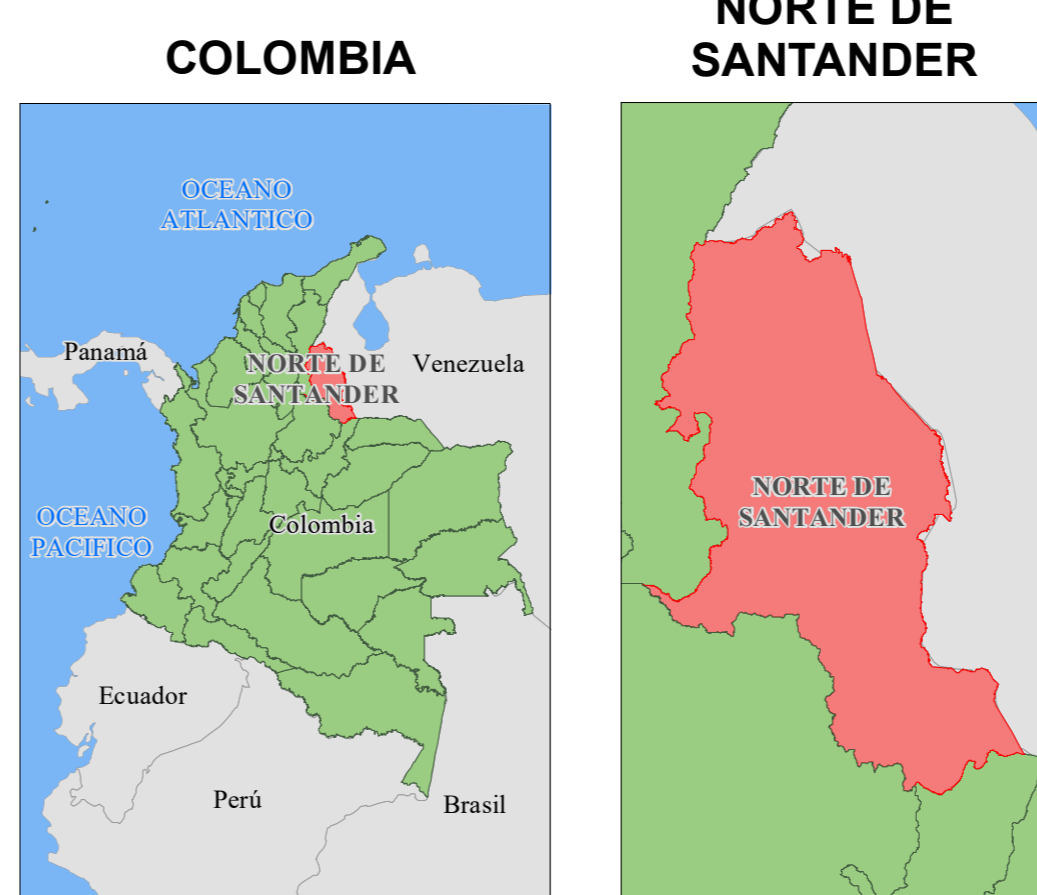 COLOMBIA
OCEANO
ATLANTICO
Panamá
NORTE DE
SANTANDER
Venezuela
OCEANO
PACIFICO
Colombia
Ecuador
Perú
Brasil
NORTE DE
SANTANDER
NORTE DE
SANTANDER